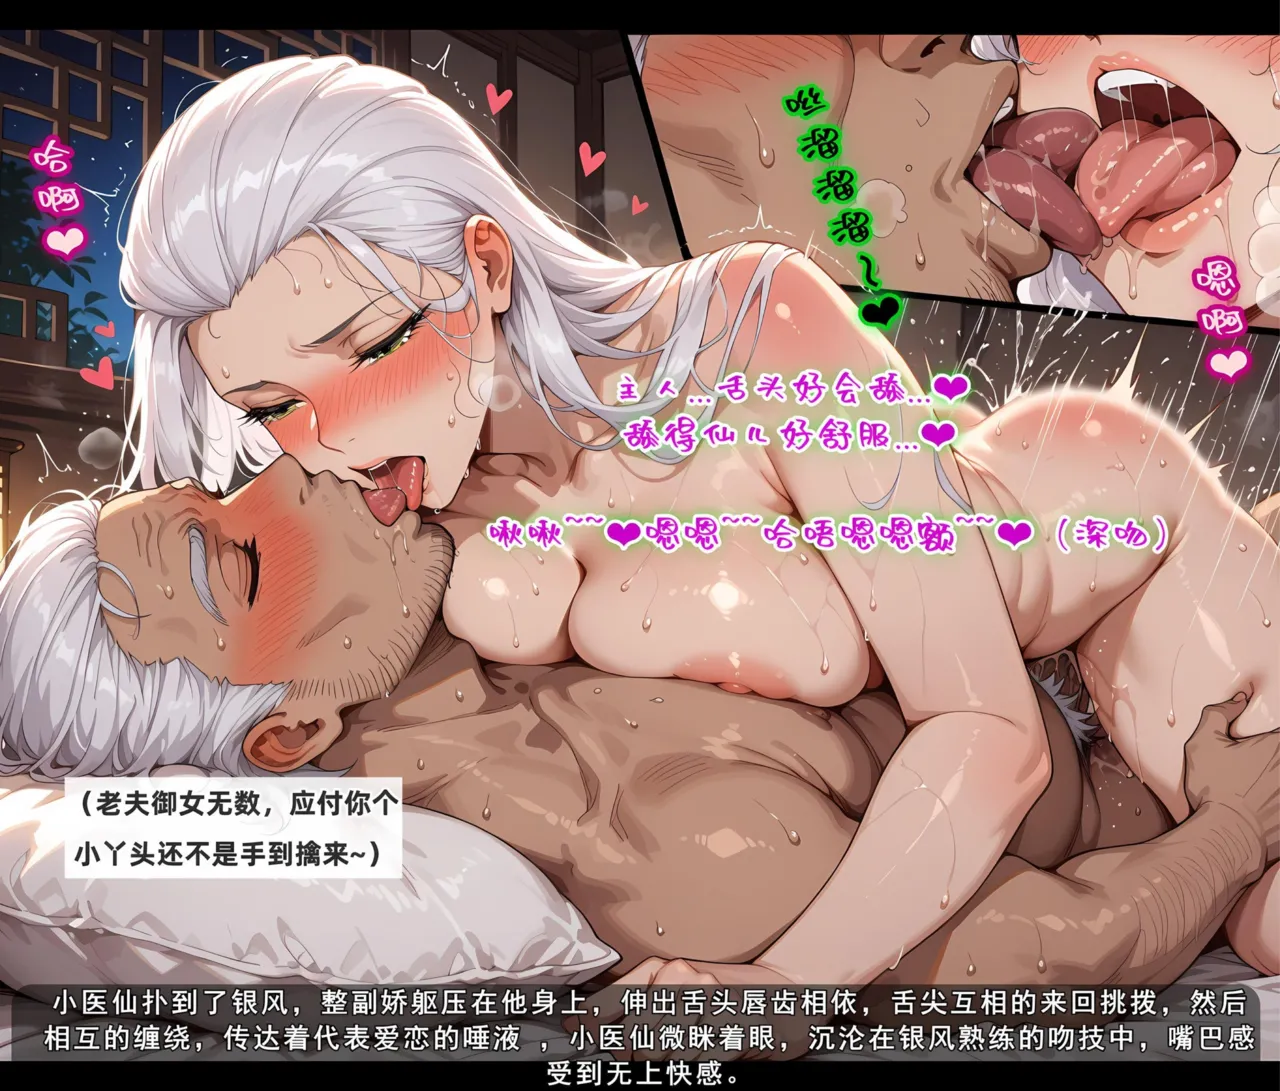 哈啊
咝溜溜溜~
嗯啊
主人...舌头好会舔...
舔得仙儿好舒服...
啾啾~~嗯嗯~~哈唔嗯嗯额~~（深吻）
（老夫御女无数，应付你个
小丫头还不是手到擒来~）
小医仙扑到了银风，整副娇躯压在他身上，伸出舌头唇齿相依，舌尖互相的来回挑拨，然后
相互的缠绕，传达着代表爱恋的唾液 ，小医仙微眯着眼，沉沦在银风熟练的吻技中，嘴巴感
受到无上快感。